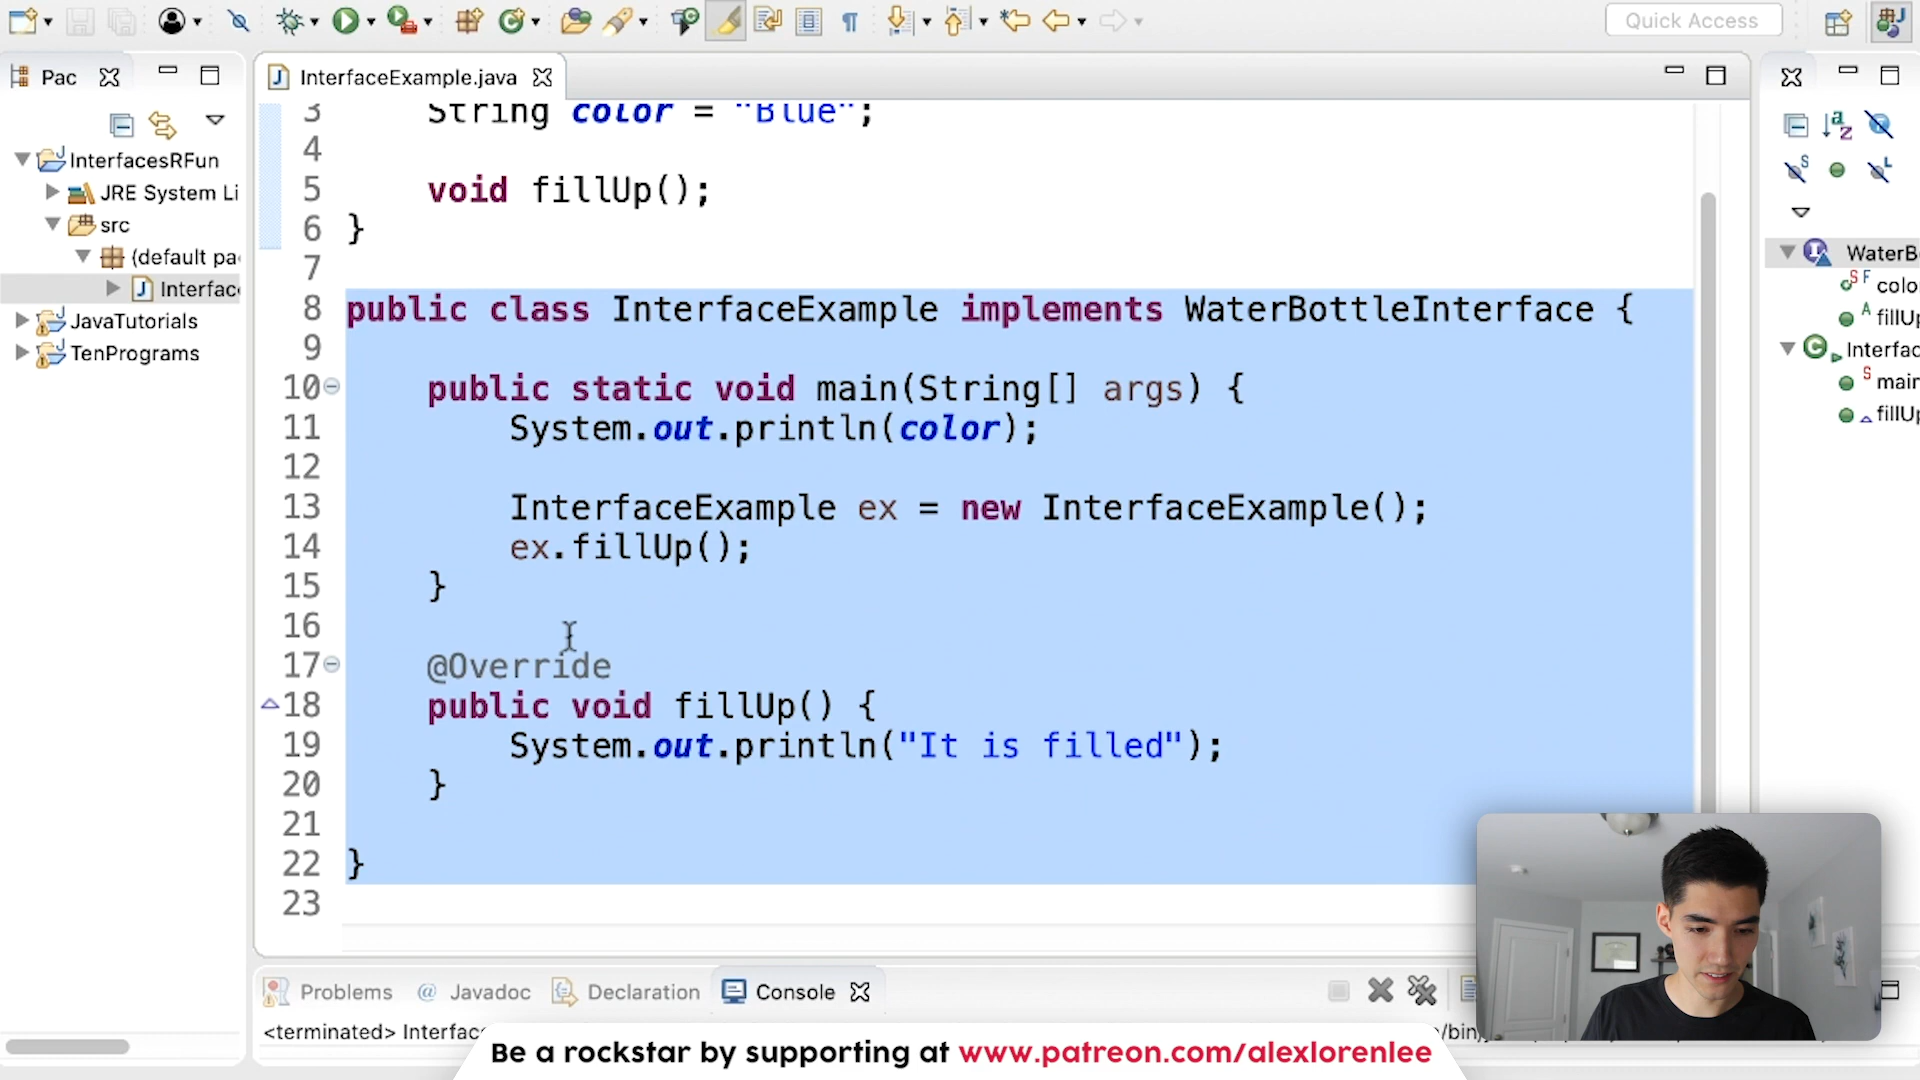 Quick Access
Pac
InterfaceExample.java
InterfacesRFun
JRE System Li
src
(default pa
Interfac
JavaTutorials
TenPrograms
3 String color = "Blue";
4
5 void fillUp();
6 }
7
8 public class InterfaceExample implements WaterBottleInterface {
9
10 public static void main(String[] args) {
11 System.out.println(color);
12
13 InterfaceExample ex = new InterfaceExample();
14 ex.fillUp();
15 }
16
17 @Override
18 public void fillUp() {
19 System.out.println("It is filled");
20 }
21
22 }
23
WaterB
colo
fillUp
Interfac
main
fillUp
Problems
@ Javadoc
Declaration
Console
<terminated> Interfac
/bin/
Be a rockstar by supporting at www.patreon.com/alexlorenlee